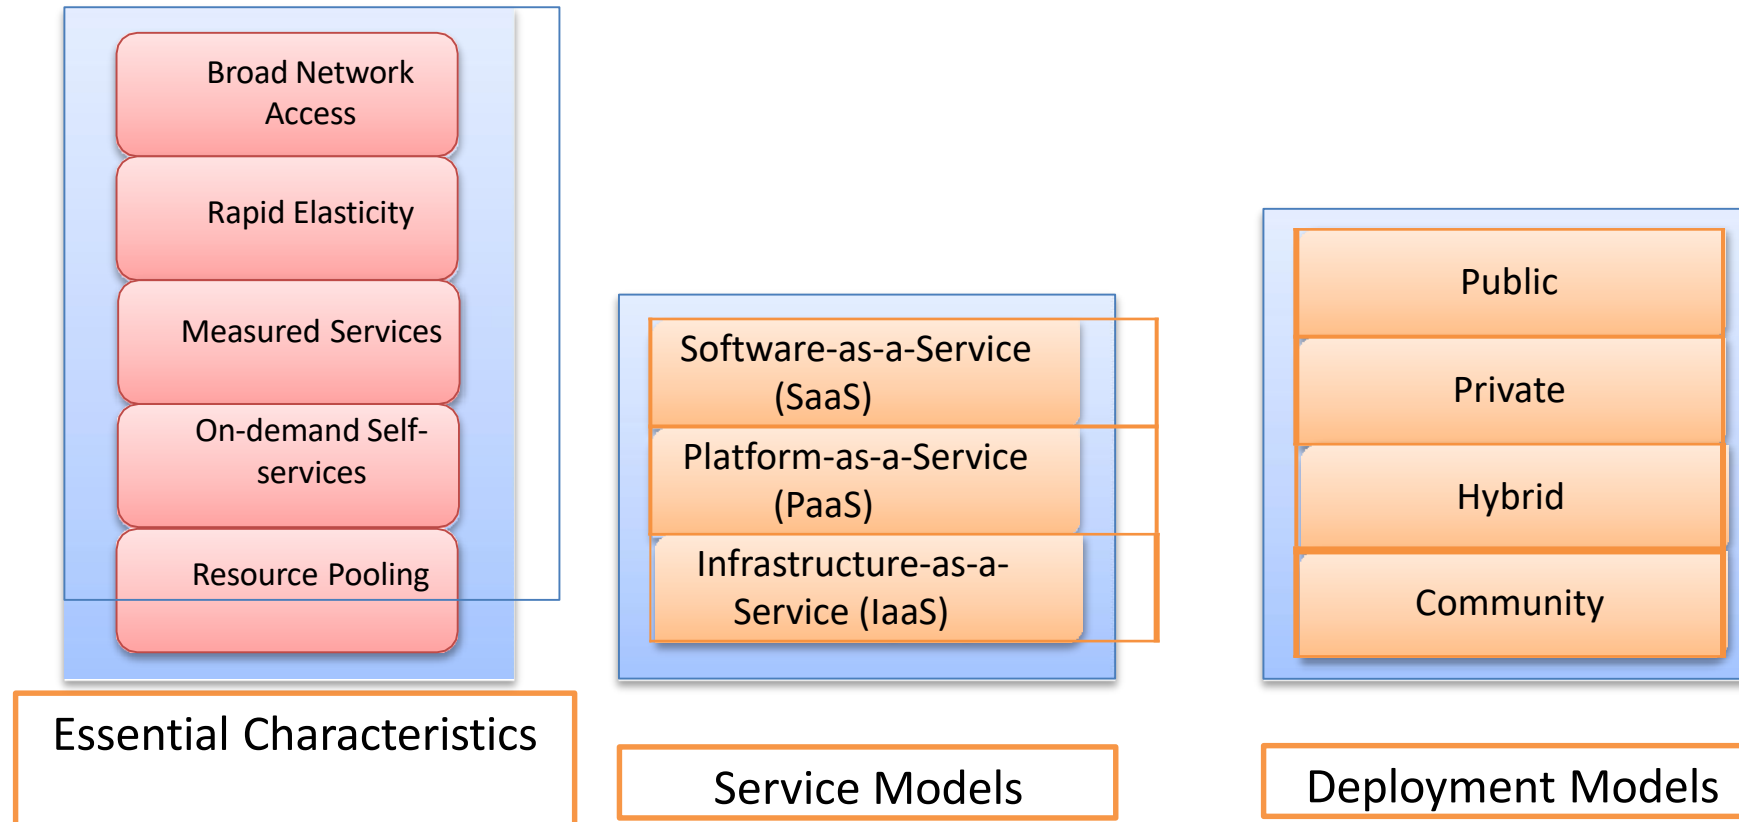 Broad Network
Access
Rapid Elasticity
Measured Services
On-demand Self-
services
Resource Pooling
Essential Characteristics
Software-as-a-Service
(SaaS)
Platform-as-a-Service
(PaaS)
Infrastructure-as-a-
Service (IaaS)
Service Models
Public
Private
Hybrid
Community
Deployment Models